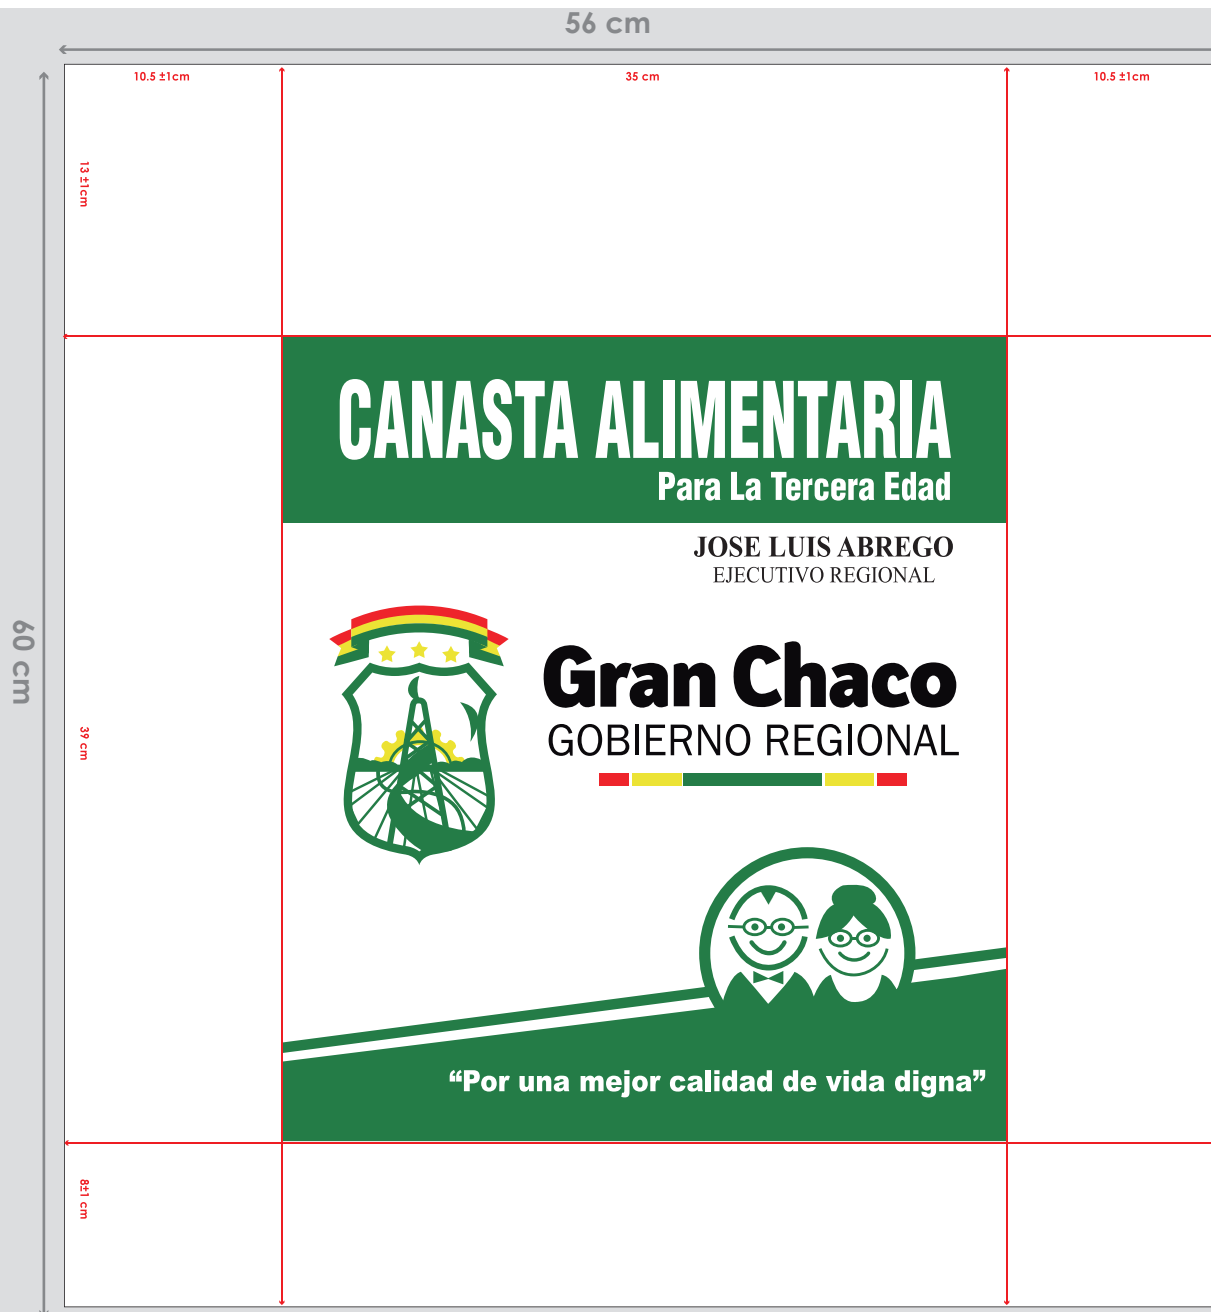 56 cm
10.5 ±1cm
35 cm
10.5 ±1cm
13 ±1cm
CANASTA ALIMENTARIA
Para La Tercera Edad
JOSE LUIS ABREGO
EJECUTIVO REGIONAL
60 cm
Gran Chaco
GOBIERNO REGIONAL
39 cm
“Por una mejor calidad de vida digna”
8±1 cm